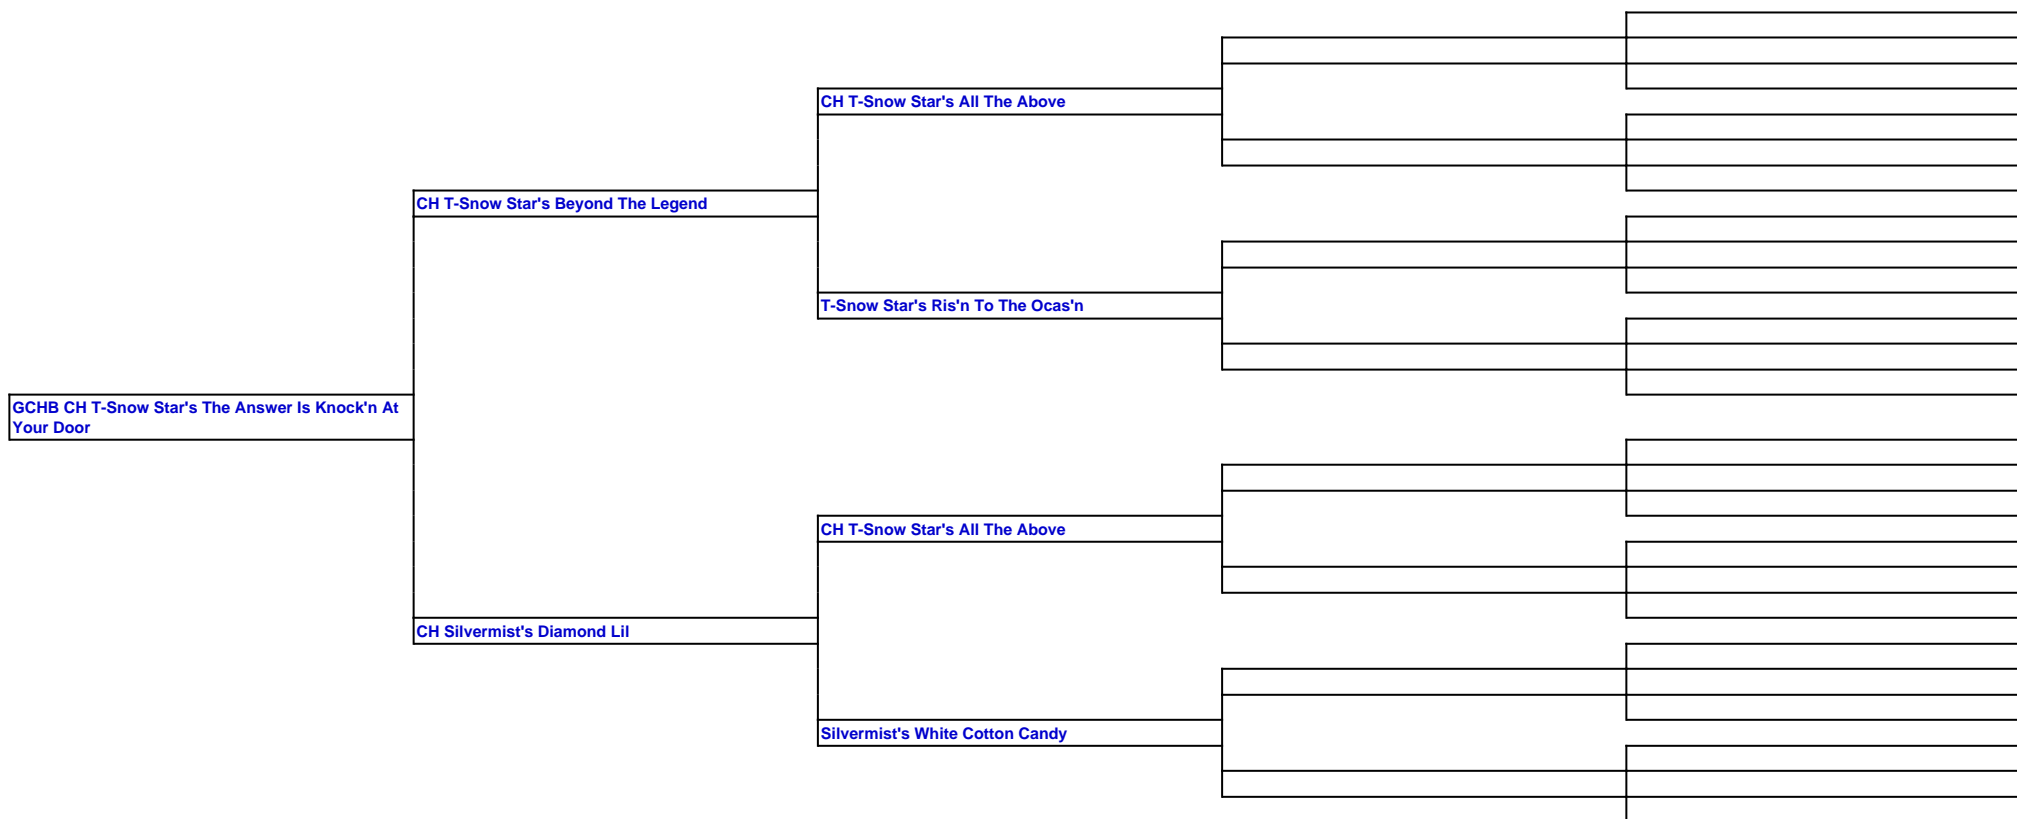 CH T-Snow Star's All The Above
CH T-Snow Star's Beyond The Legend
T-Snow Star's Ris'n To The Ocas'n
GCHB CH T-Snow Star's The Answer Is Knock'n At
Your Door
CH T-Snow Star's All The Above
CH Silvermist's Diamond Lil
Silvermist's White Cotton Candy